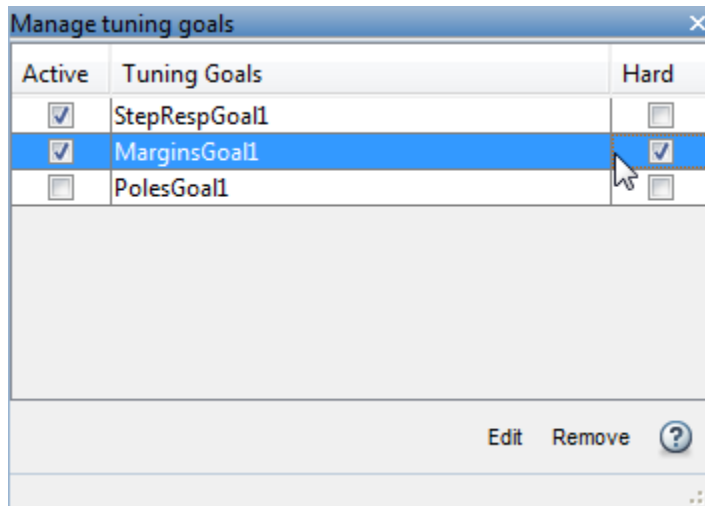 Manage tuning goals
Active Tuning Goals Hard
StepRespGoal1
MarginsGoal1
PolesGoal1
Edit Remove ?